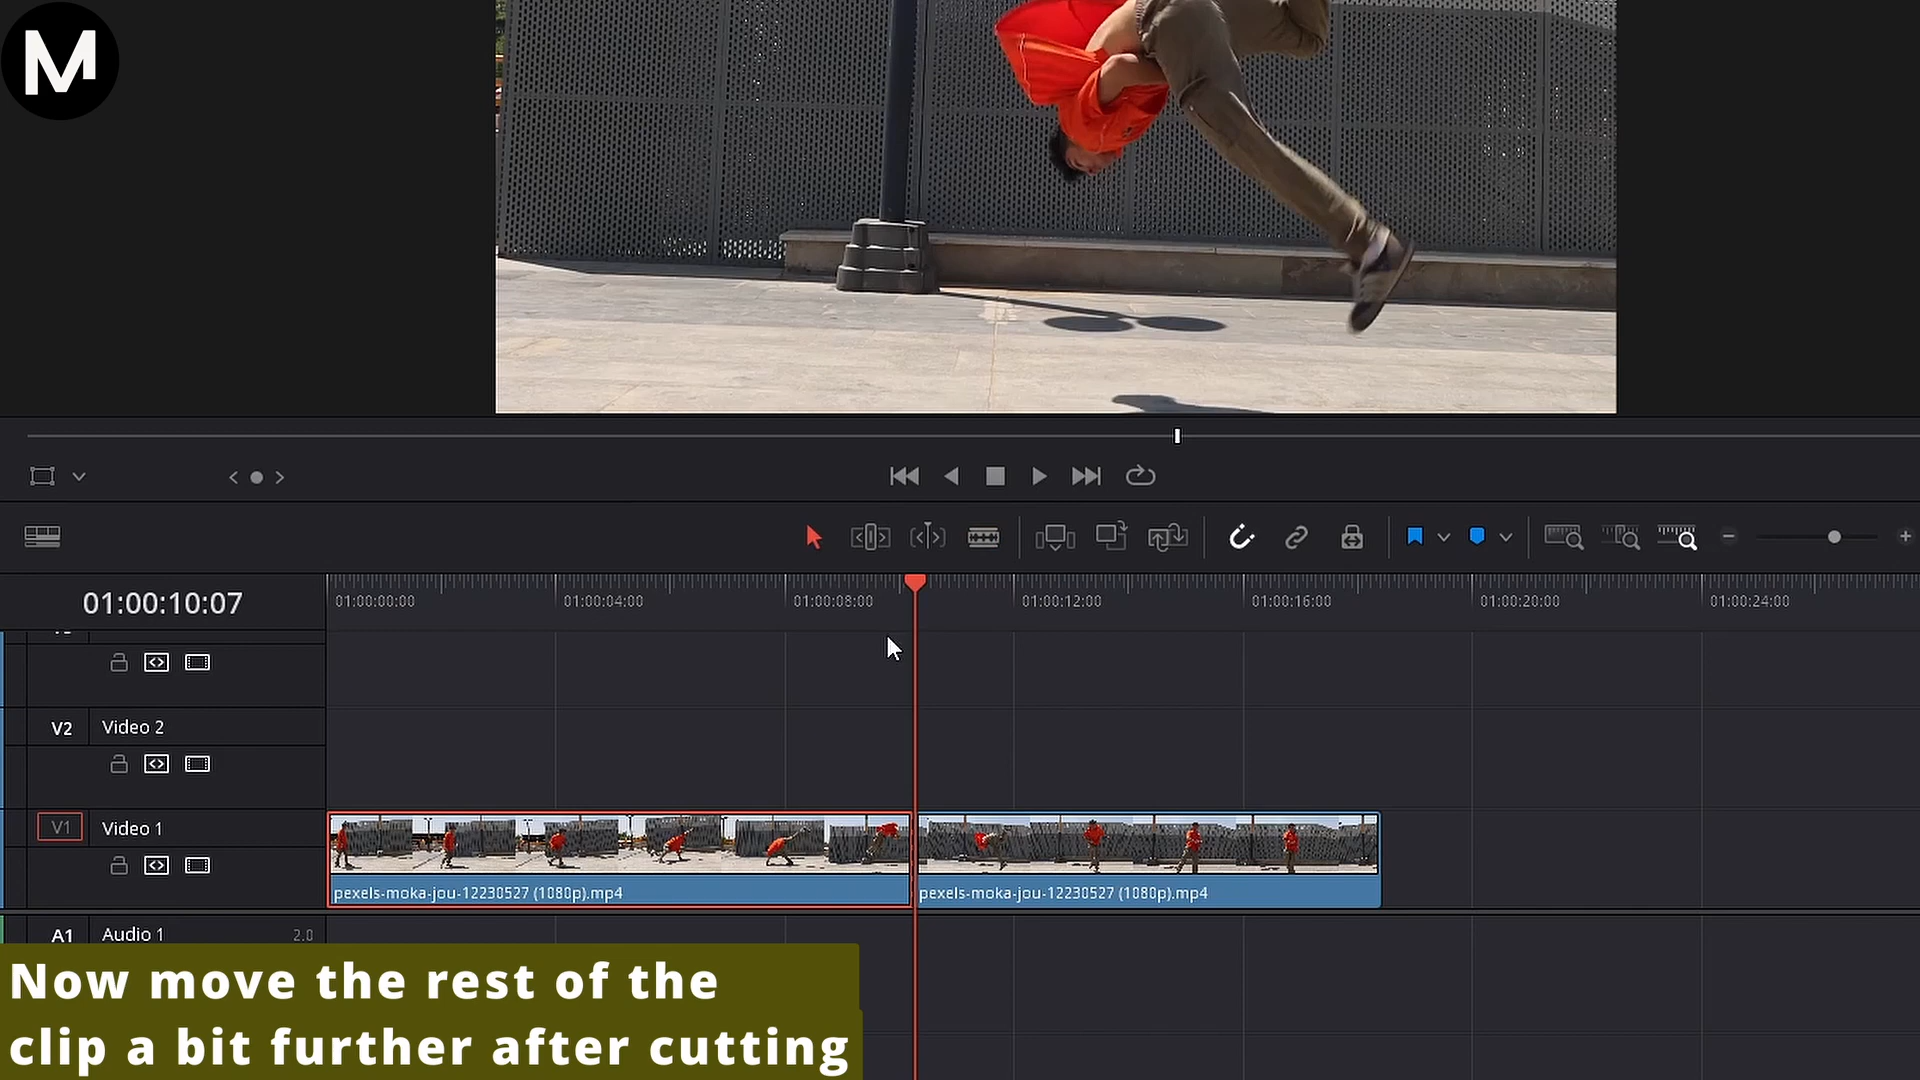 M
01:00:10:07
01:00:00:00
01:00:04:00
01:00:08:00
01:00:12:00
01:00:16:00
01:00:20:00
01:00:24:00
V2 Video 2
V1 Video 1
pexels-moka-jou-12230527 (1080p).mp4
pexels-moka-jou-12230527 (1080p).mp4
A1 Audio 1 2.0
Now move the rest of the
clip a bit further after cutting